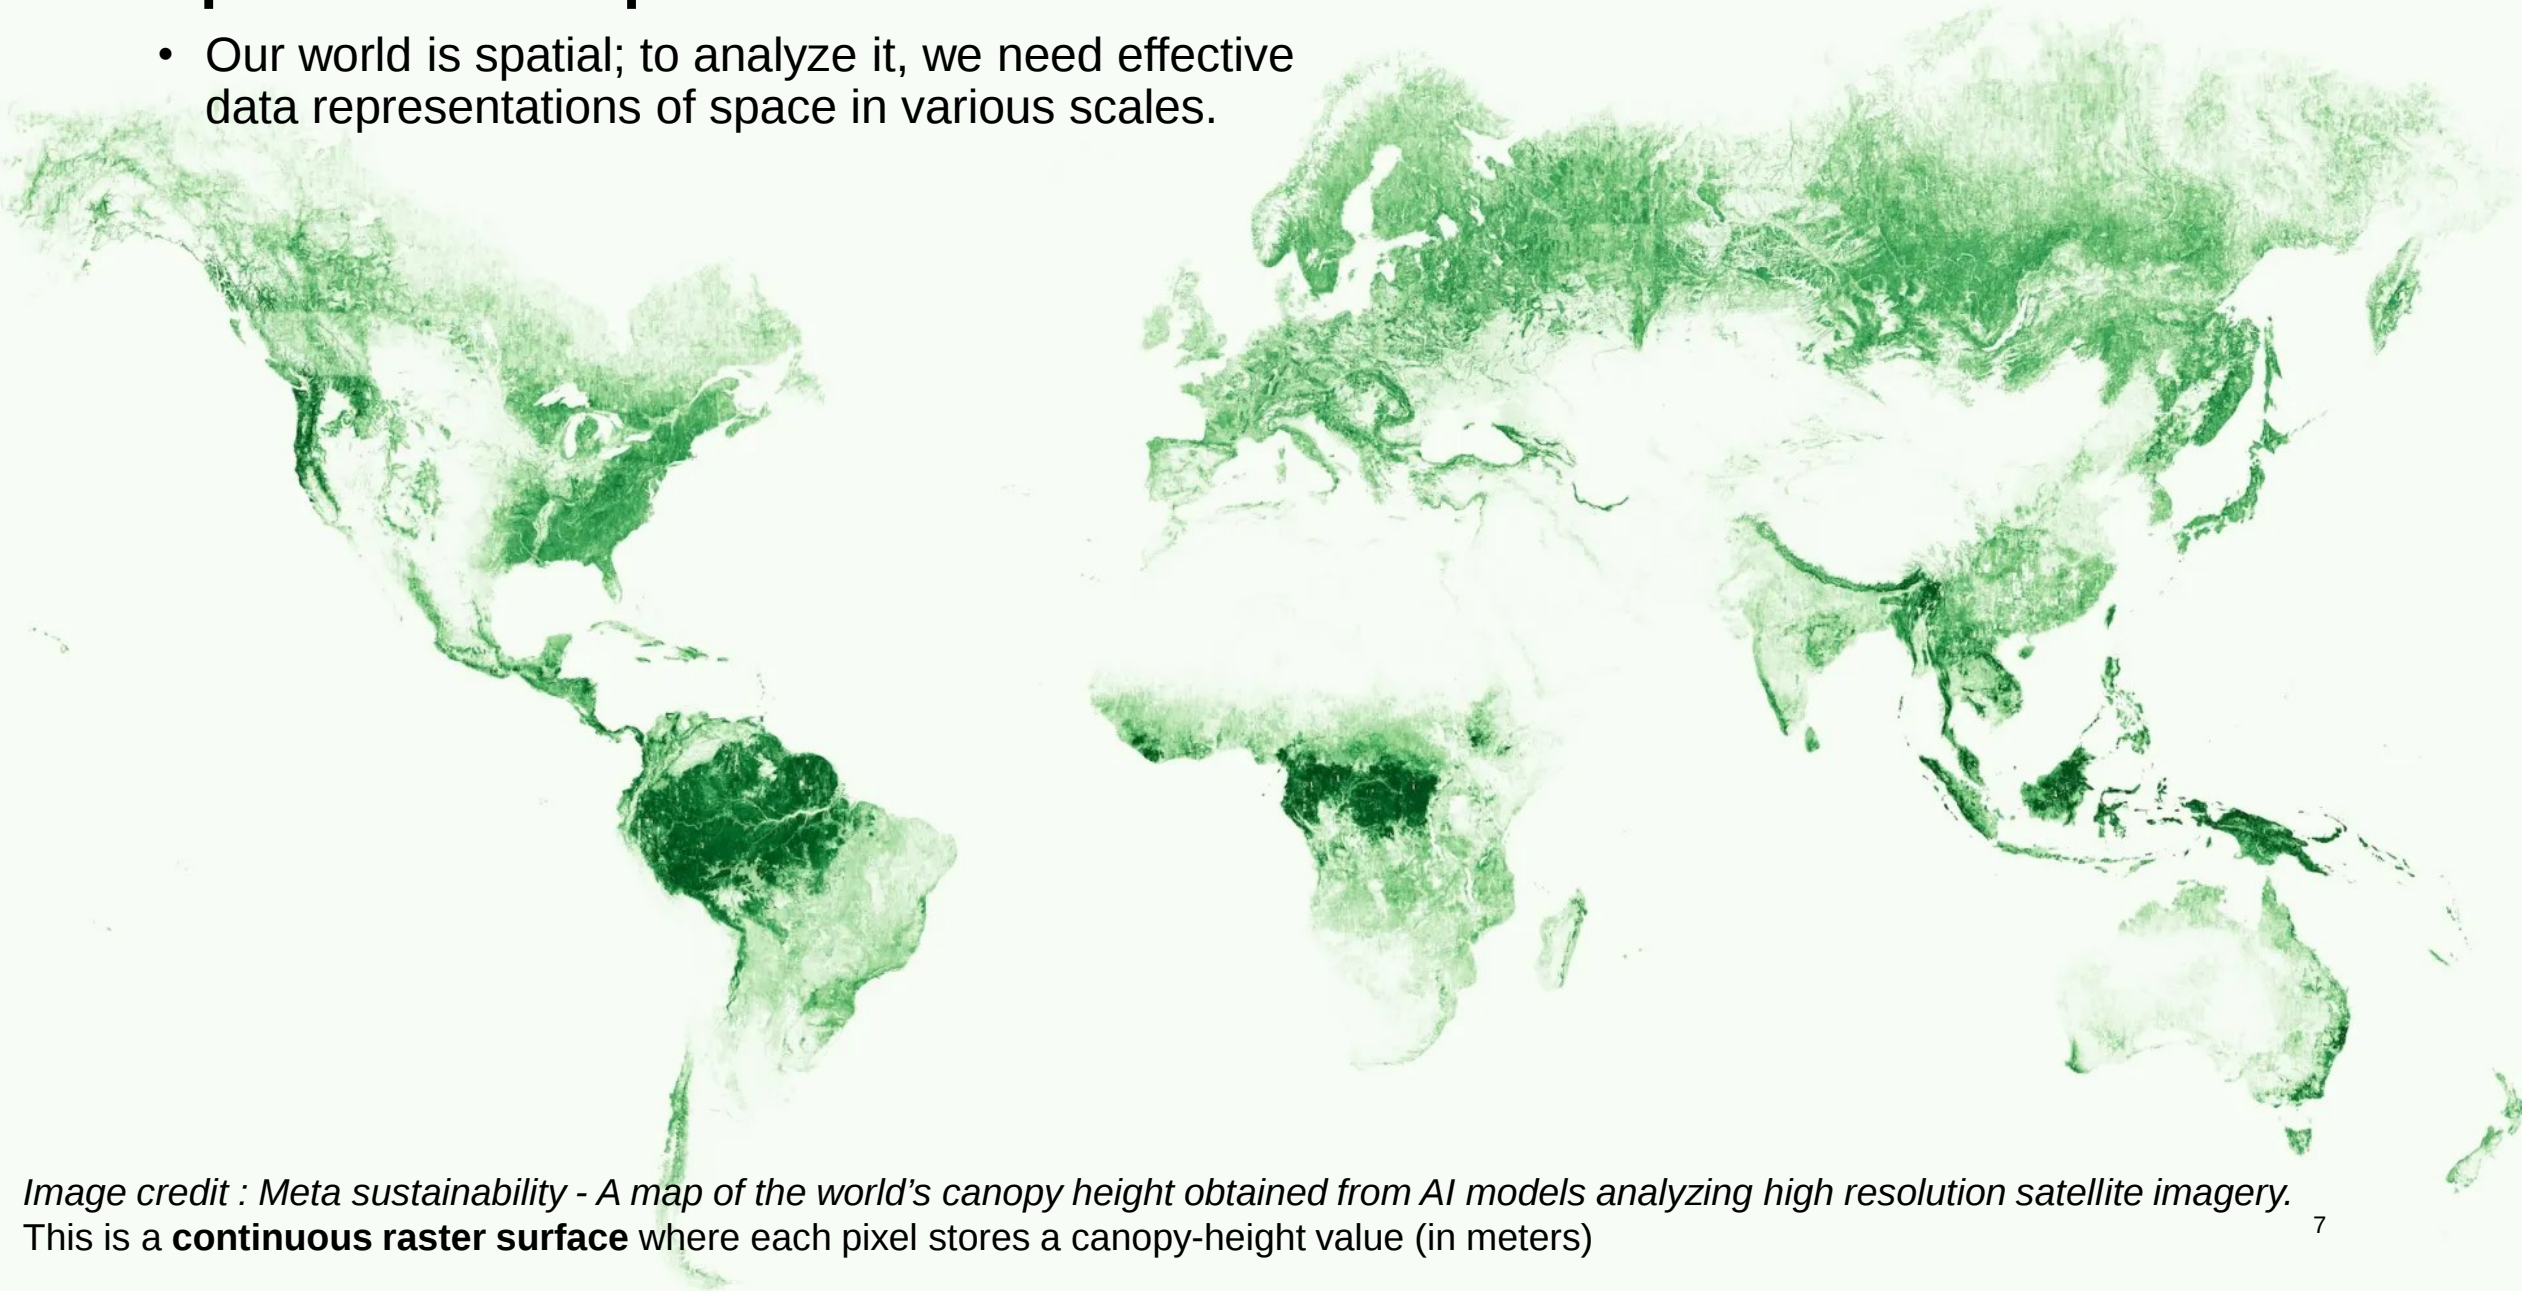 • Our world is spatial; to analyze it, we need effective
data representations of space in various scales.
Image credit : Meta sustainability - A map of the world’s canopy height obtained from AI models analyzing high resolution satellite imagery.
This is a continuous raster surface where each pixel stores a canopy-height value (in meters)
7